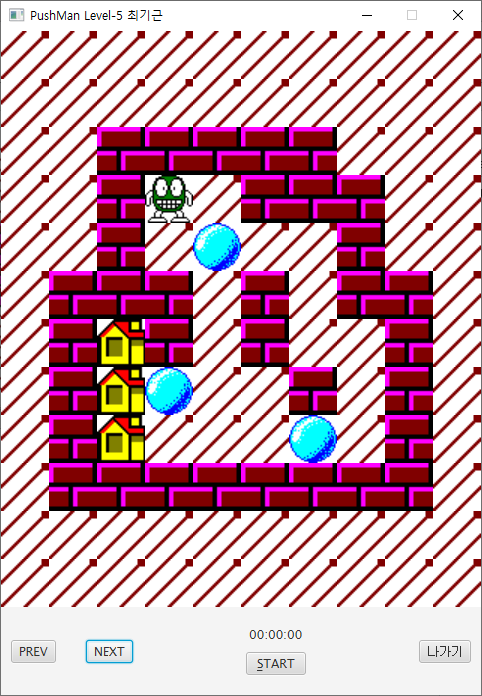 PushMan Level-5 최기근
00:00:00
PREV
NEXT
START
나가기